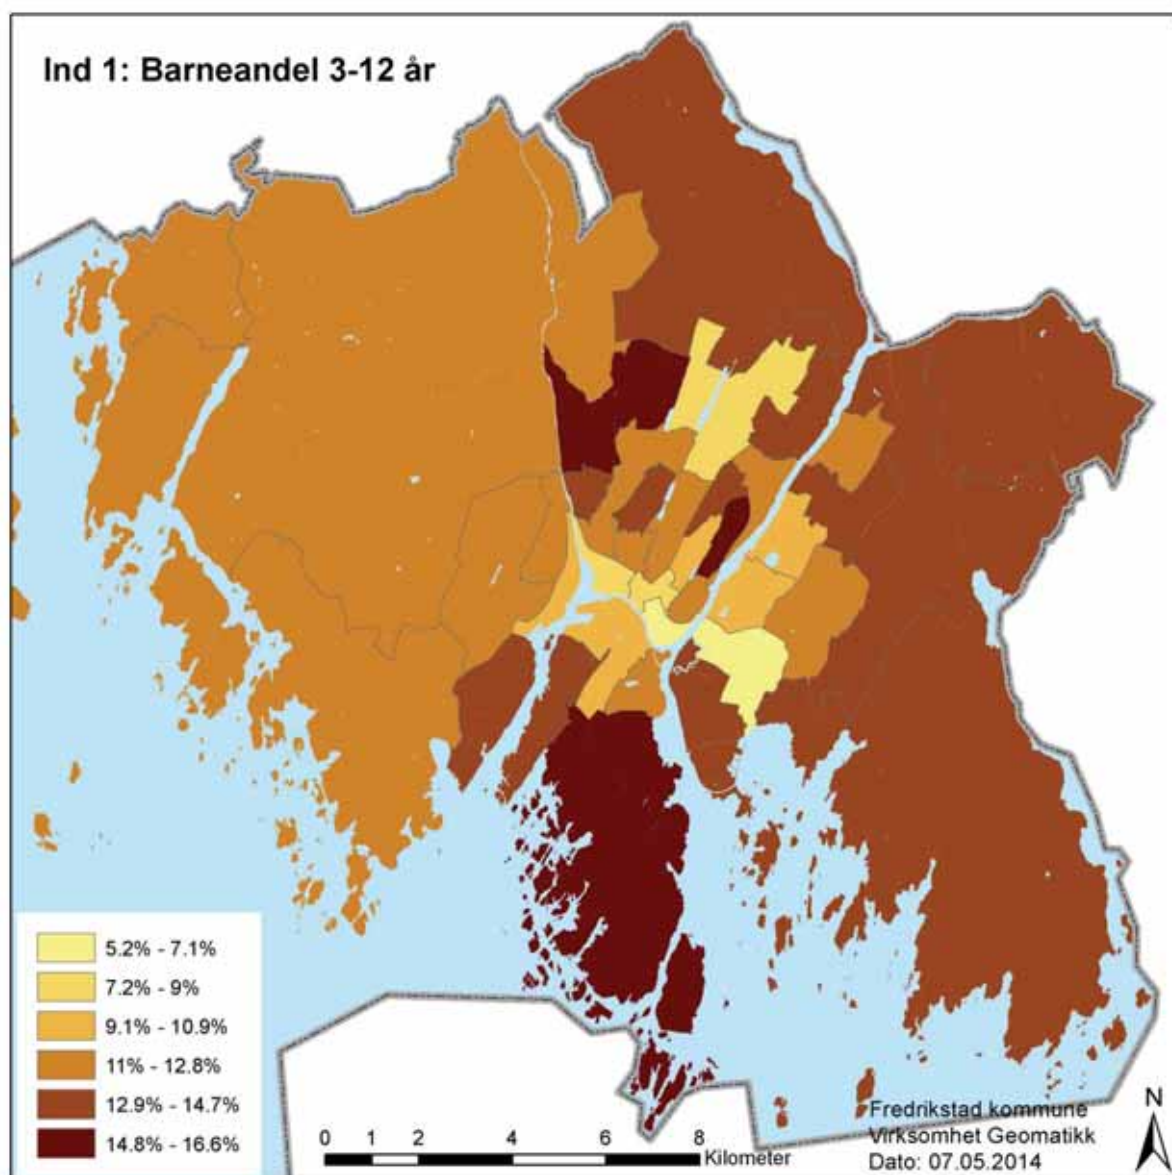 Ind 1: Barneandel 3-12 år
5.2% - 7.1%
7.2% - 9%
9.1% - 10.9%
11% - 12.8%
12.9% - 14.7%
14.8% - 16.6%
0 1 2 4 6 8
Kilometer
Fredrikstad kommune
Virksomhet Geomatikk
Dato: 07.05.2014
N